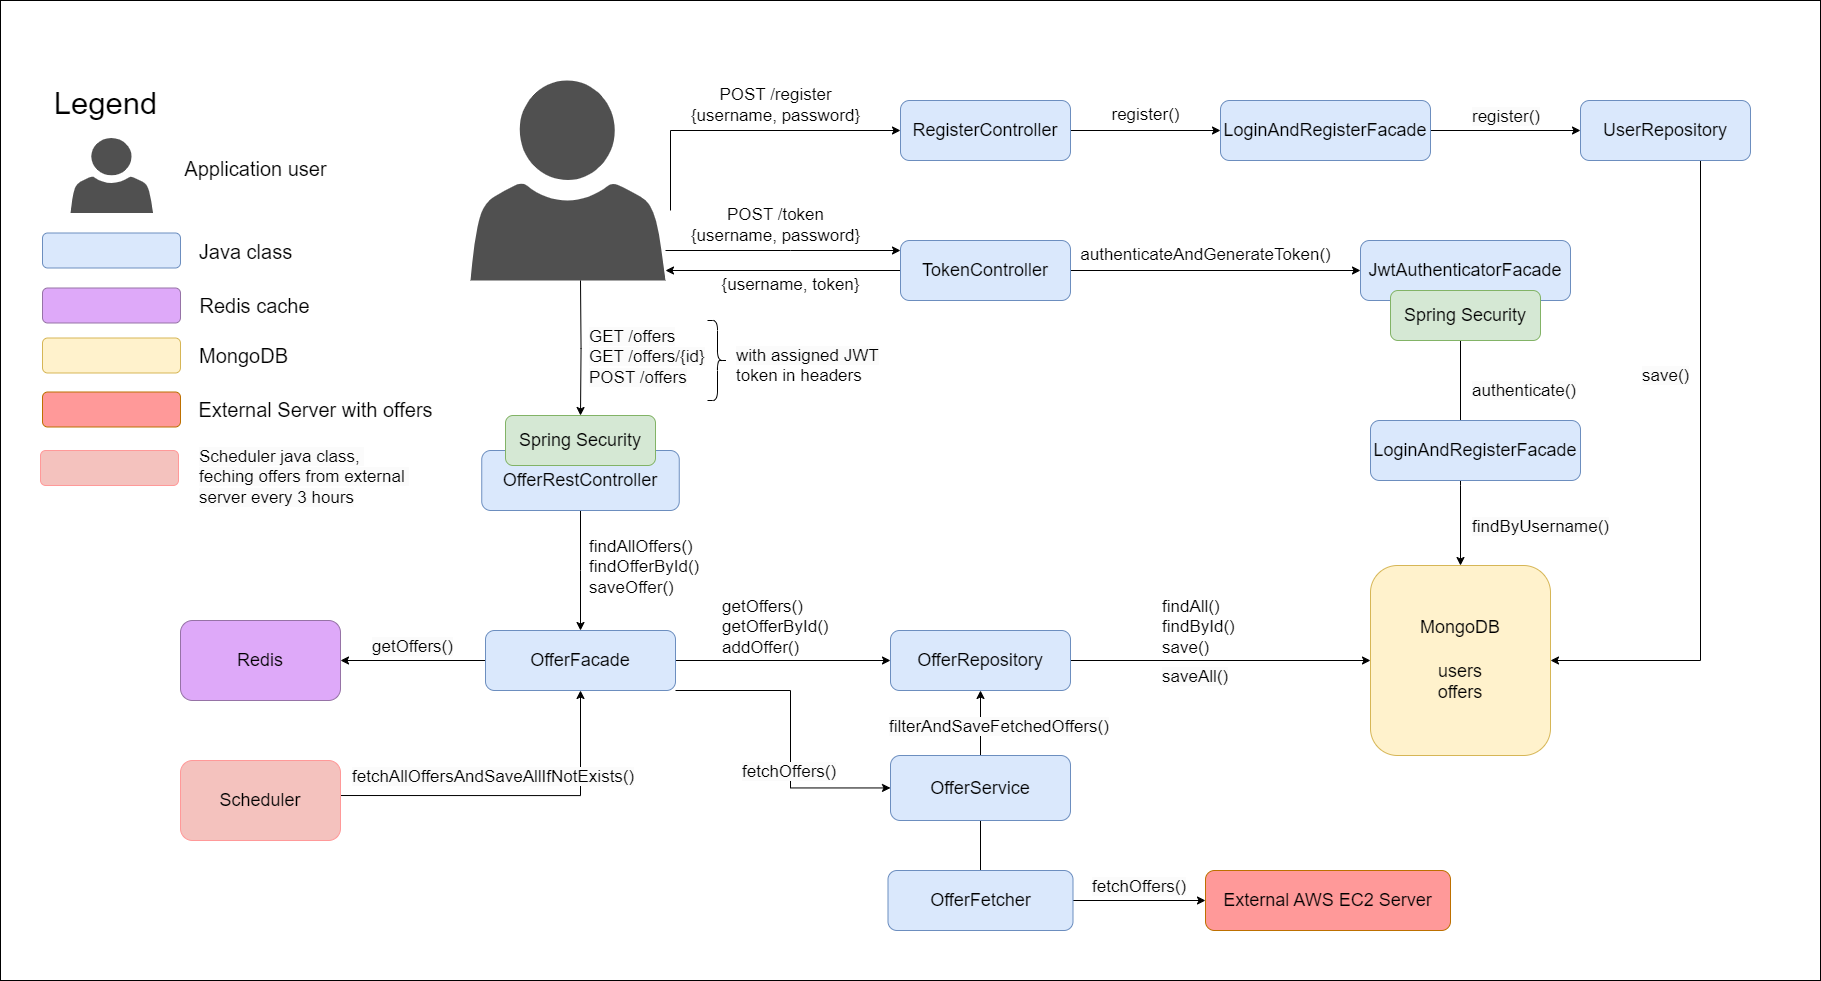 Legend
Application user
Java class
Redis cache
MongoDB
External Server with offers
Scheduler java class,
feching offers from external
server every 3 hours
POST /register
{username, password}
RegisterController
register()
LoginAndRegisterFacade
register()
UserRepository
POST /token
{username, password}
{username, token}
TokenController
authenticateAndGenerateToken()
JwtAuthenticatorFacade
Spring Security
authenticate()
save()
LoginAndRegisterFacade
findByUsername()
GET /offers
GET /offers/{id}
POST /offers
with assigned JWT
token in headers
Spring Security
OfferRestController
findAllOffers()
findOfferById()
saveOffer()
Redis
getOffers()
OfferFacade
getOffers()
getOfferById()
addOffer()
OfferRepository
findAll()
findById()
save()
saveAll()
MongoDB
users
offers
filterAndSaveFetchedOffers()
Scheduler
fetchAllOffersAndSaveAllIfNotExists()
fetchOffers()
OfferService
OfferFetcher
fetchOffers()
External AWS EC2 Server